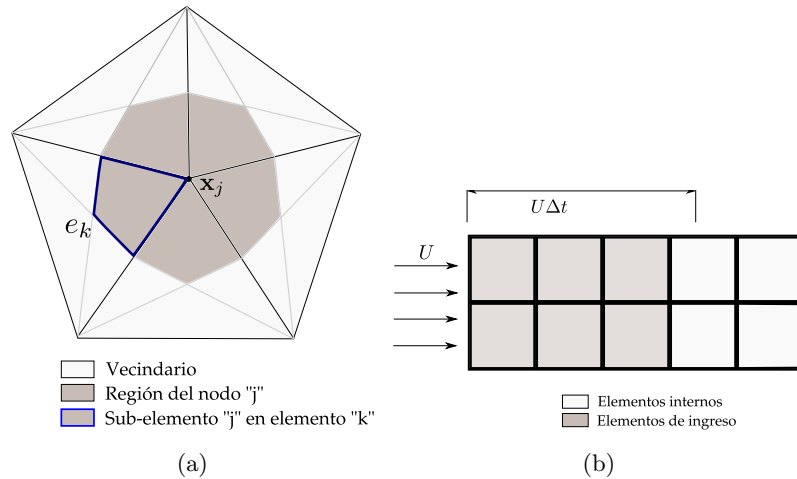 x_j
e_k
Vecindario
Región del nodo "j"
Sub-elemento "j" en elemento "k"
(a)
UΔt
U
Elementos internos
Elementos de ingreso
(b)